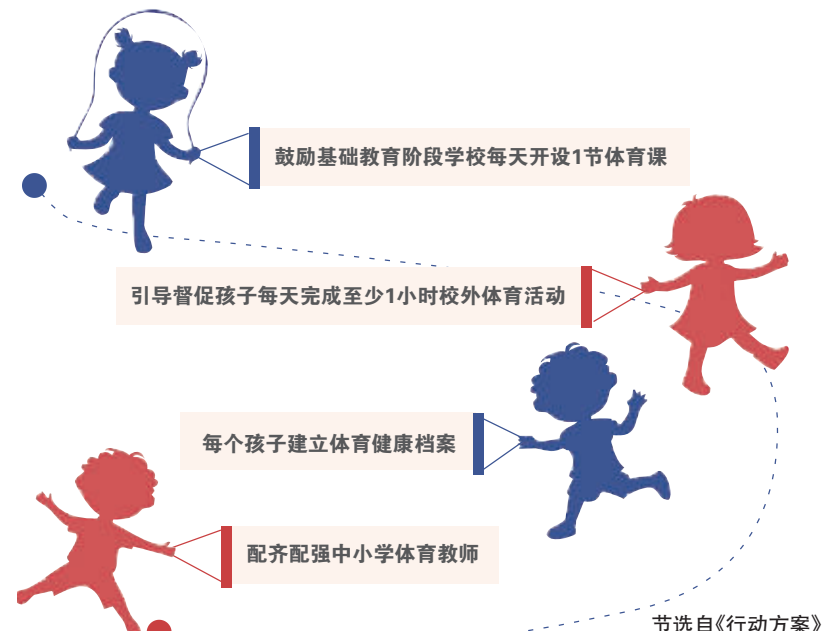 鼓励基础教育阶段学校每天开设1节体育课
引导督促孩子每天完成至少1小时校外体育活动
每个孩子建立体育健康档案
配齐配强中小学体育教师
节选自《行动方案》